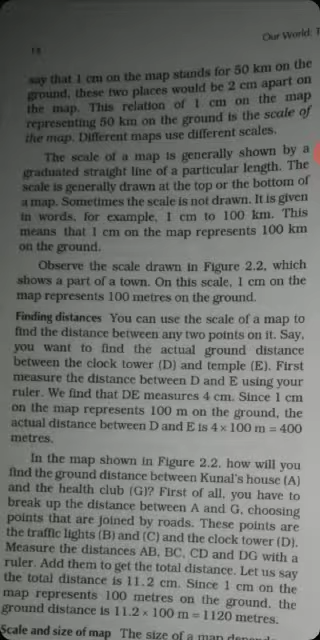 18
Our World: T
say that 1 cm on the map stands for 50 km on the
ground, these two places would be 2 cm apart on
the map. This relation of 1 cm on the map
representing 50 km on the ground is the scale of
the map. Different maps use different scales.
The scale of a map is generally shown by a
graduated straight line of a particular length. The
scale is generally drawn at the top or the bottom of
a map. Sometimes the scale is not drawn. It is given
in words, for example, 1 cm to 100 km. This
means that 1 cm on the map represents 100 km
on the ground.
Observe the scale drawn in Figure 2.2, which
shows a part of a town. On this scale, 1 cm on the
map represents 100 metres on the ground.
Finding distances You can use the scale of a map to
find the distance between any two points on it. Say,
you want to find the actual ground distance
between the clock tower (D) and temple (E). First
measure the distance between D and E using your
ruler. We find that DE measures 4 cm. Since 1 cm
on the map represents 100 m on the ground, the
actual distance between D and E is 4 × 100 m = 400
metres.
In the map shown in Figure 2.2, how will you
find the ground distance between Kunal's house (A)
and the health club (G)? First of all, you have to
break up the distance between A and G, choosing
points that are joined by roads. These points are
the traffic lights (B) and (C) and the clock tower (D).
Measure the distances AB, BC, CD and DG with a
ruler. Add them to get the total distance. Let us say
the total distance is 11.2 cm. Since 1 cm on the
map represents 100 metres on the ground, the
ground distance is 11.2 × 100 m = 1120 metres.
Scale and size of map The size of a map depends